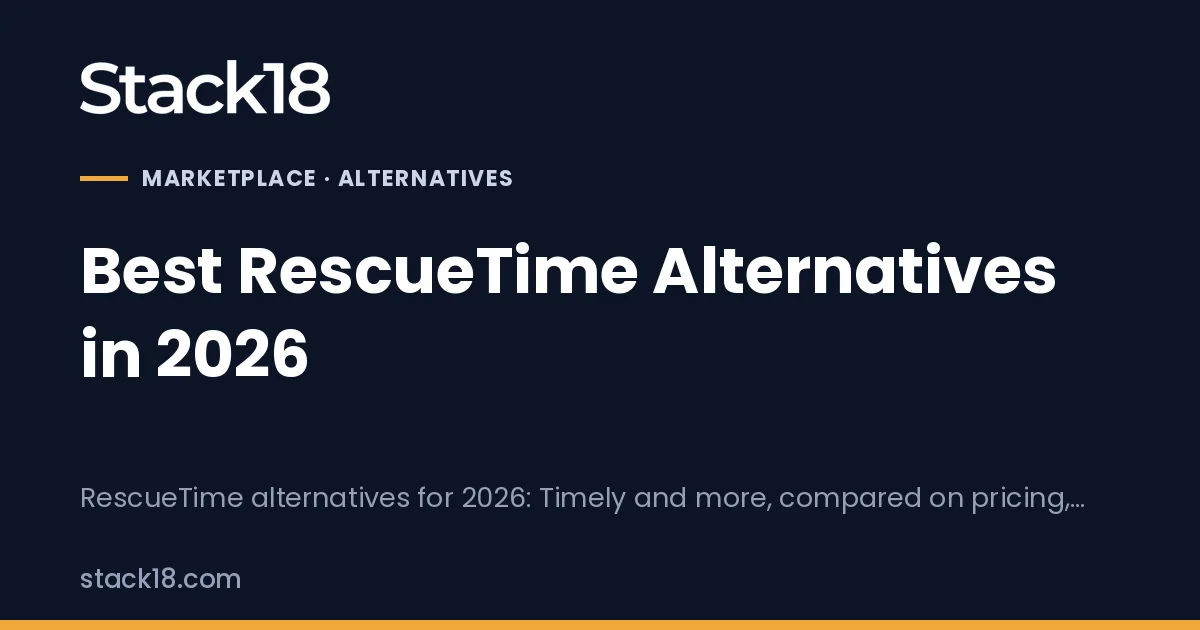 Stack18
MARKETPLACE · ALTERNATIVES
Best RescueTime Alternatives
in 2026
RescueTime alternatives for 2026: Timely and more, compared on pricing,...
stack18.com